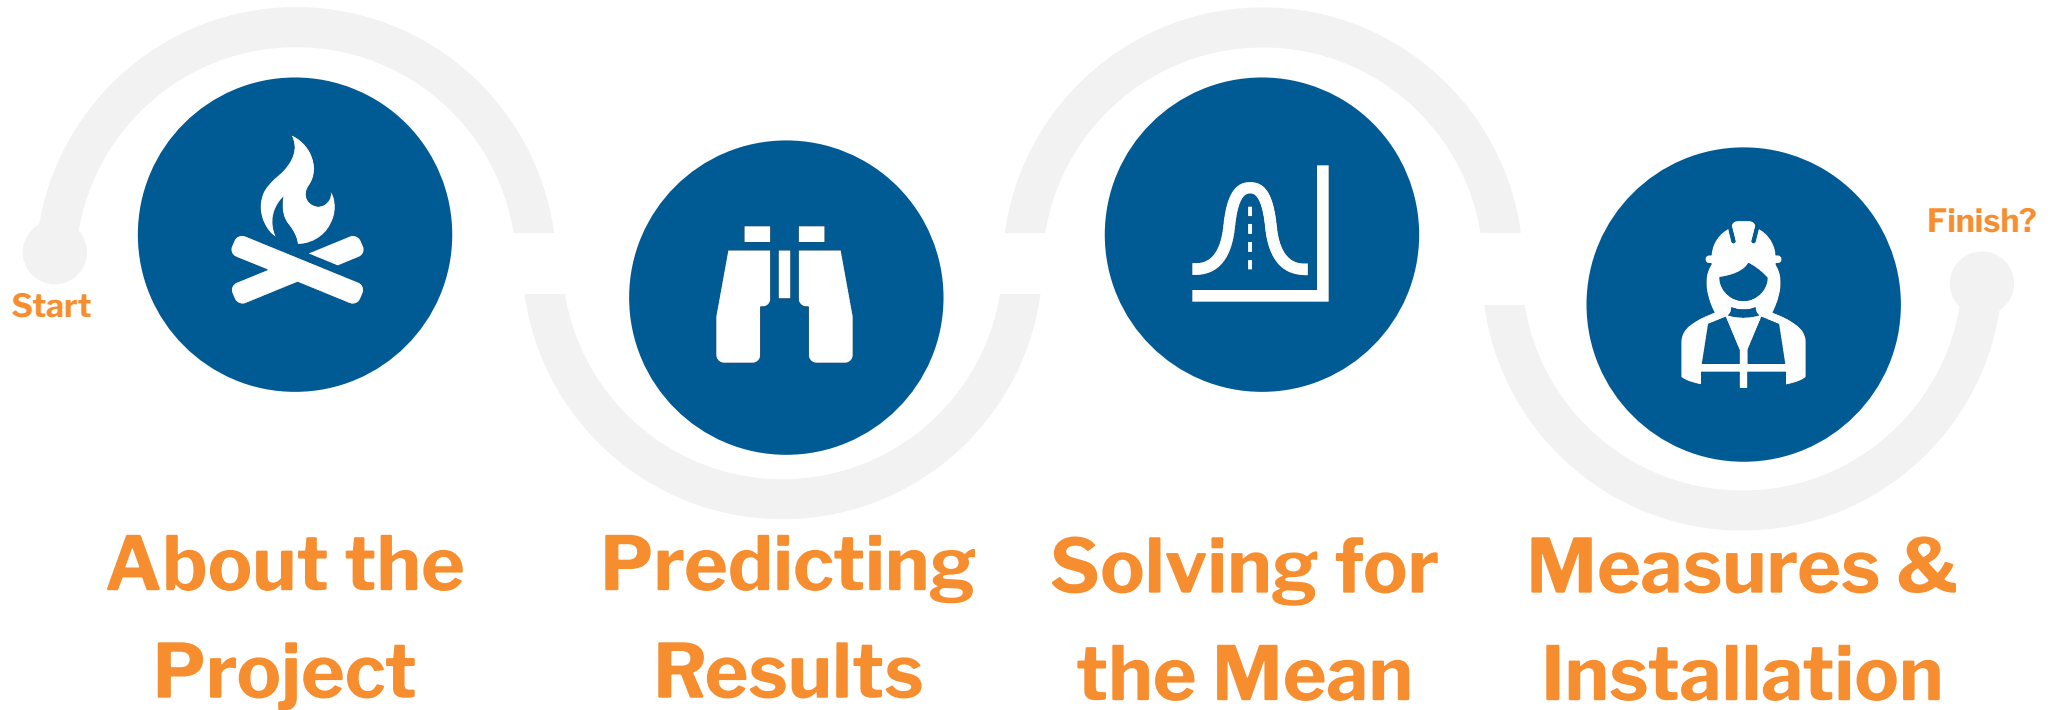 Start
About the
Project
Predicting
Results
Solving for
the Mean
Measures &
Installation
Finish?